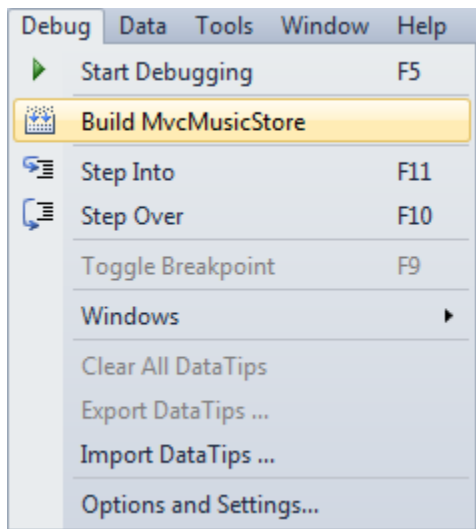 Debug Data Tools Window Help
Start Debugging F5
Build MvcMusicStore
Step Into F11
Step Over F10
Toggle Breakpoint F9
Windows
Clear All DataTips
Export DataTips ...
Import DataTips ...
Options and Settings...